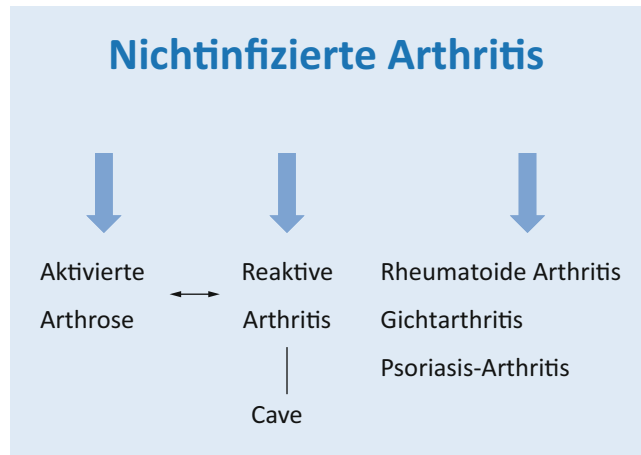 Nichtinfizierte Arthritis
Aktivierte
Arthrose
Reaktive
Arthritis
Cave
Rheumatoide Arthritis
Gichtarthritis
Psoriasis-Arthritis